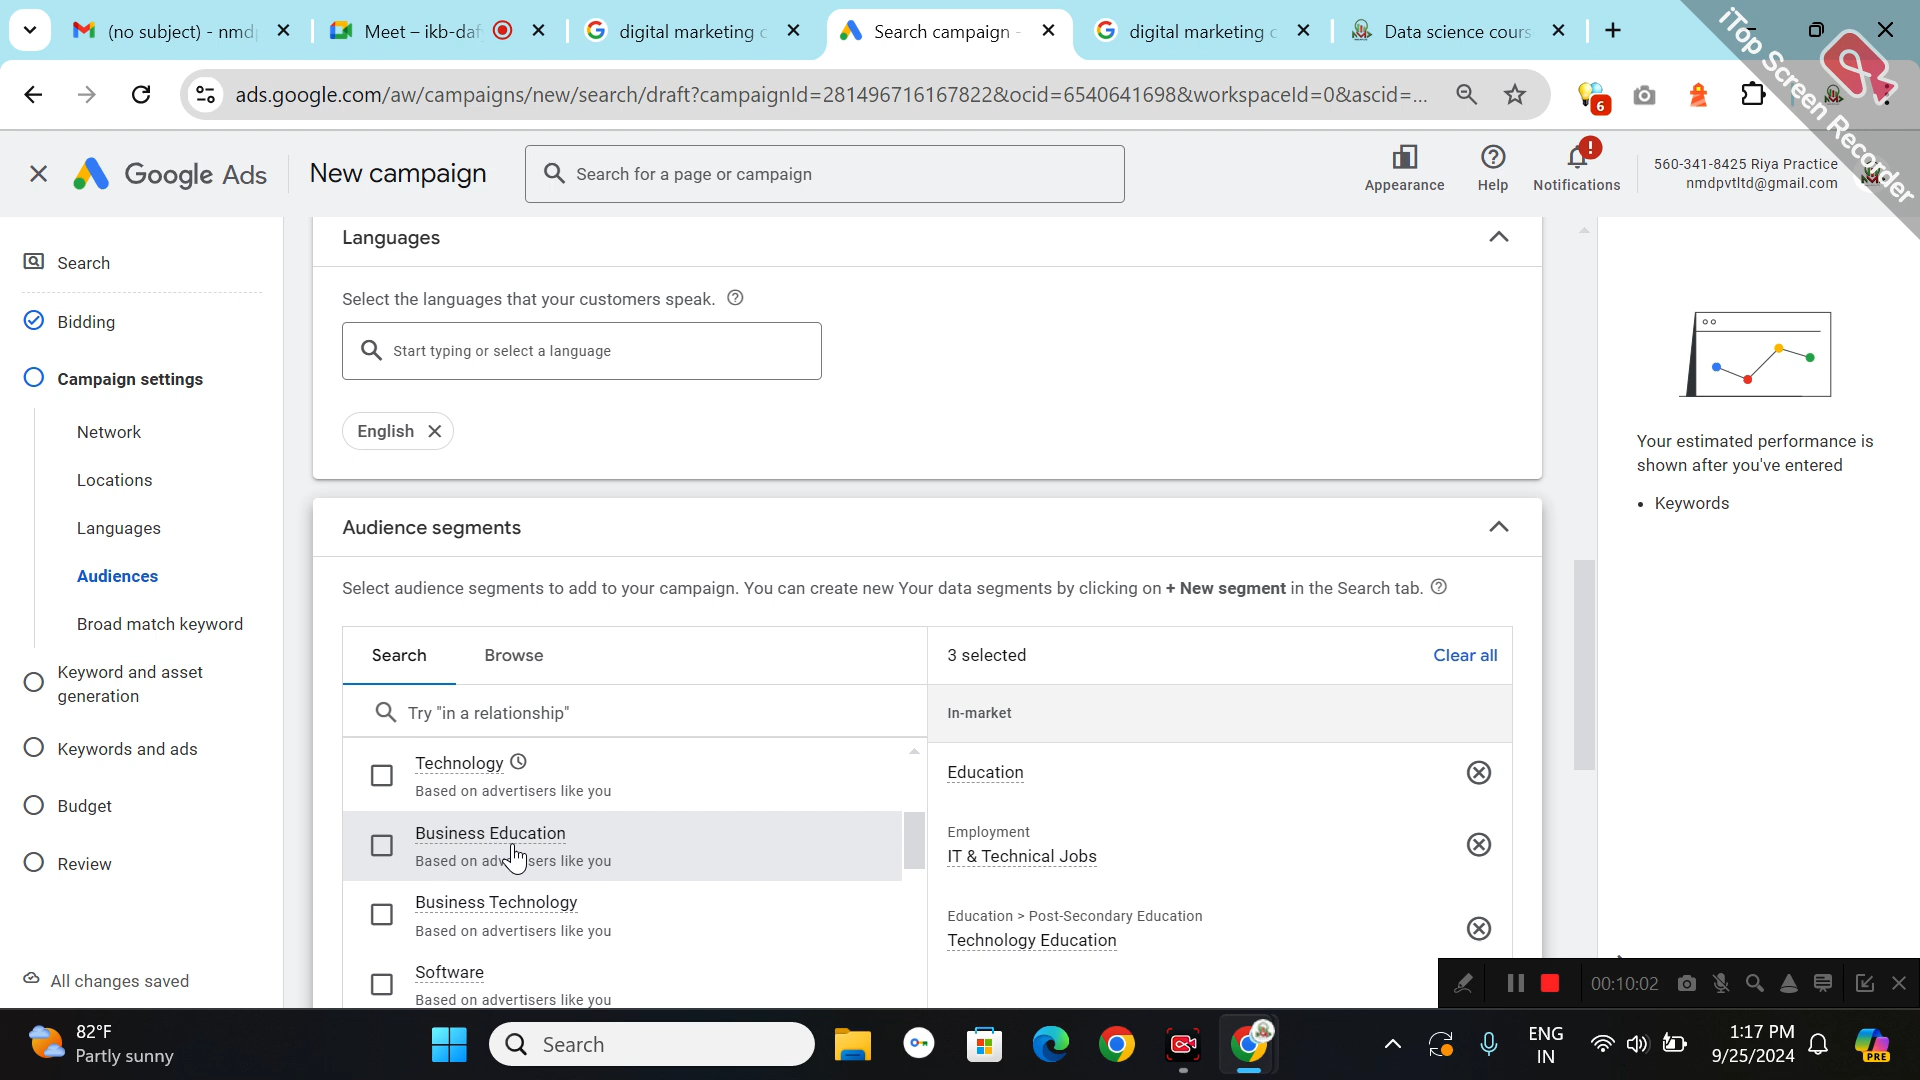 (no subject) - nmd
Meet – ikb-daf
digital marketing c
Search campaign -
digital marketing c
Data science cours
ads.google.com/aw/campaigns/new/search/draft?campaignId=281496716167822&ocid=6540641698&workspaceId=0&ascid=...
6
iTop Screen Recorder
Google Ads
New campaign
Search for a page or campaign
Appearance
Help
!
Notifications
560-341-8425 Riya Practice
nmdpvtltd@gmail.com
Search
Bidding
Campaign settings
Network
Locations
Languages
Audiences
Broad match keyword
Keyword and asset
generation
Keywords and ads
Budget
Review
All changes saved
Languages
Select the languages that your customers speak.
Start typing or select a language
English
Audience segments
Select audience segments to add to your campaign. You can create new Your data segments by clicking on + New segment in the Search tab.
Search
Browse
3 selected
Clear all
Try "in a relationship"
In-market
Technology
Based on advertisers like you
Business Education
Based on advertisers like you
Business Technology
Based on advertisers like you
Software
Based on advertisers like you
Education
Employment
IT & Technical Jobs
Education > Post-Secondary Education
Technology Education
Your estimated performance is
shown after you've entered
• Keywords
00:10:02
82°F
Partly sunny
Search
ENG
IN
1:17 PM
9/25/2024
PRE